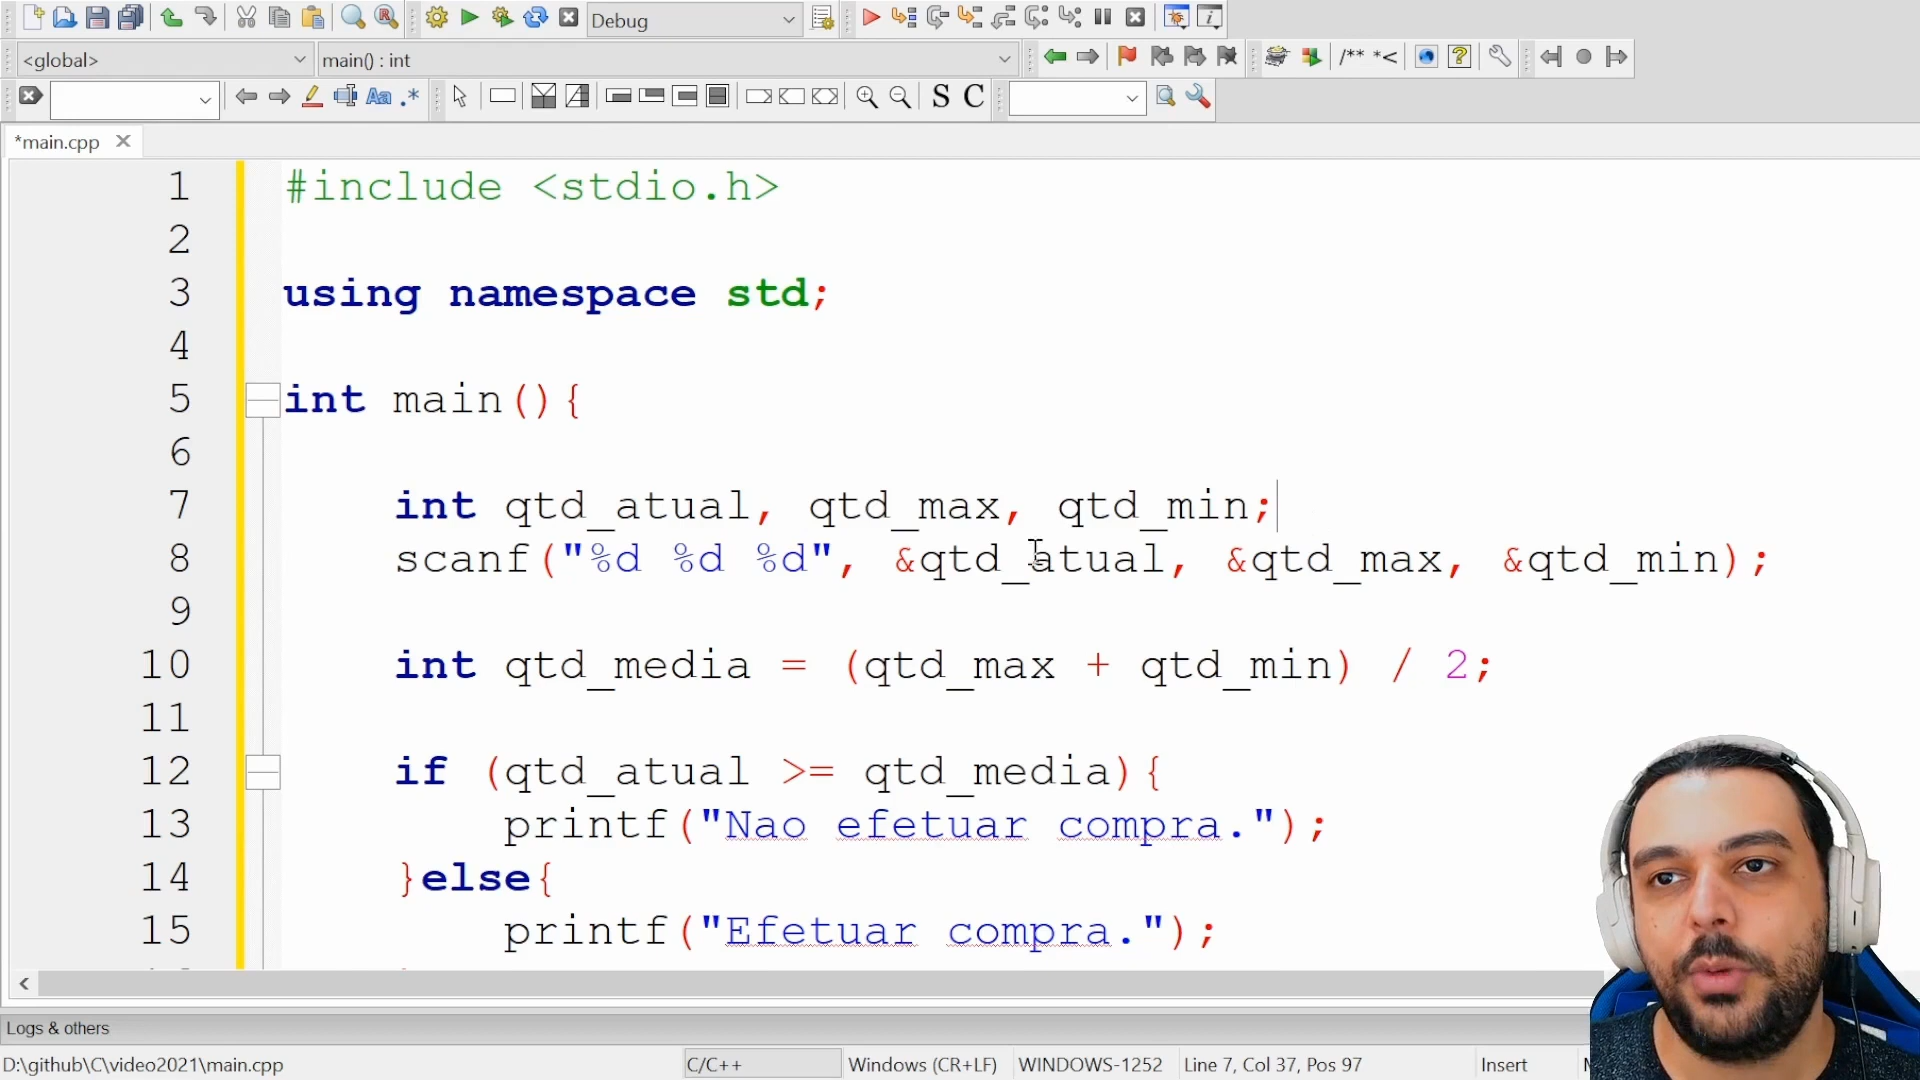 Debug
<global> main() : int
Aa .* S C
/** *<
*main.cpp
1 #include <stdio.h>
2
3 using namespace std;
4
5 int main(){
6
7 int qtd_atual, qtd_max, qtd_min;
8 scanf("%d %d %d", &qtd_atual, &qtd_max, &qtd_min);
9
10 int qtd_media = (qtd_max + qtd_min) / 2;
11
12 if (qtd_atual >= qtd_media){
13 printf("Nao efetuar compra.");
14 }else{
15 printf("Efetuar compra.");
Logs & others
D:\github\C\video2021\main.cpp C/C++ Windows (CR+LF) WINDOWS-1252 Line 7, Col 37, Pos 97 Insert